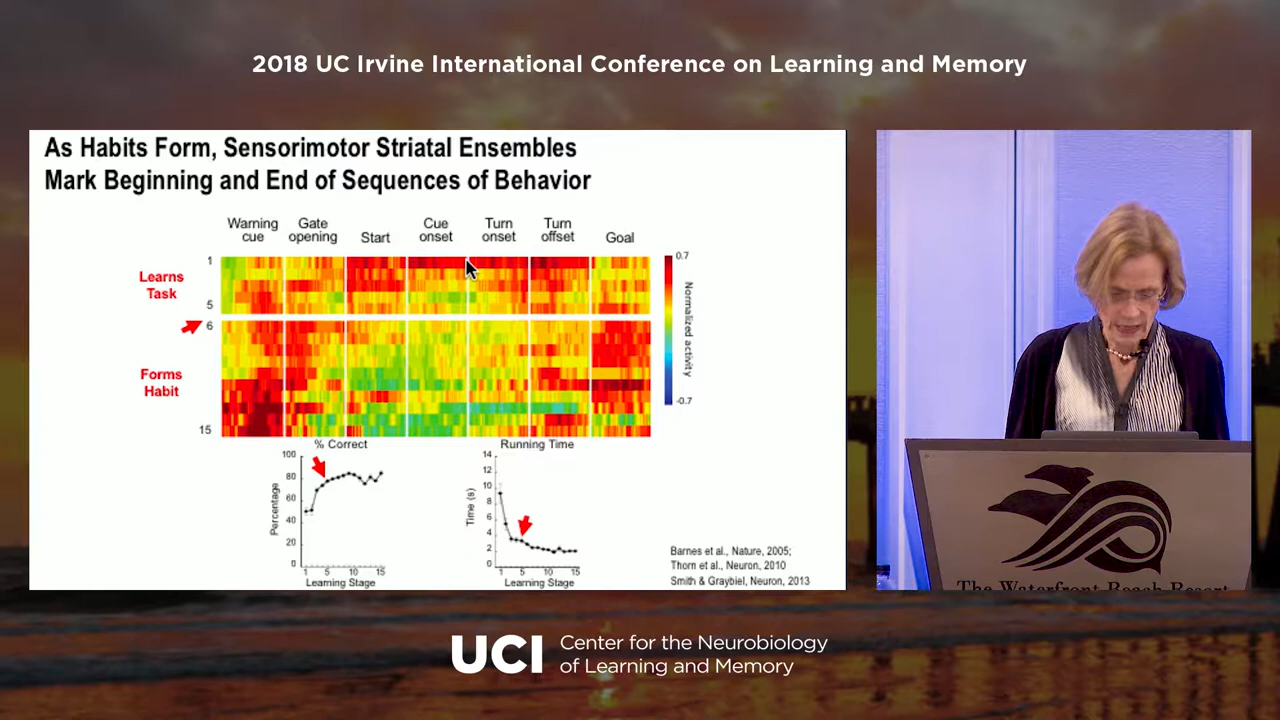 2018 UC Irvine International Conference on Learning and Memory
As Habits Form, Sensorimotor Striatal Ensembles
Mark Beginning and End of Sequences of Behavior
Warning cue
Gate opening
Start
Cue onset
Turn onset
Turn offset
Goal
1
Learns
Task
5
6
Forms
Habit
15
0.7
Normalized activity
-0.7
% Correct
100
80
60
40
20
0
Percentage
1 5 10 15
Learning Stage
Running Time
14
12
10
8
6
4
2
0
Time (s)
1 5 10 15
Learning Stage
Barnes et al., Nature, 2005;
Thorn et al., Neuron, 2010
Smith & Graybiel, Neuron, 2013
The Waterfront Beach Resort
UCI
Center for the Neurobiology
of Learning and Memory